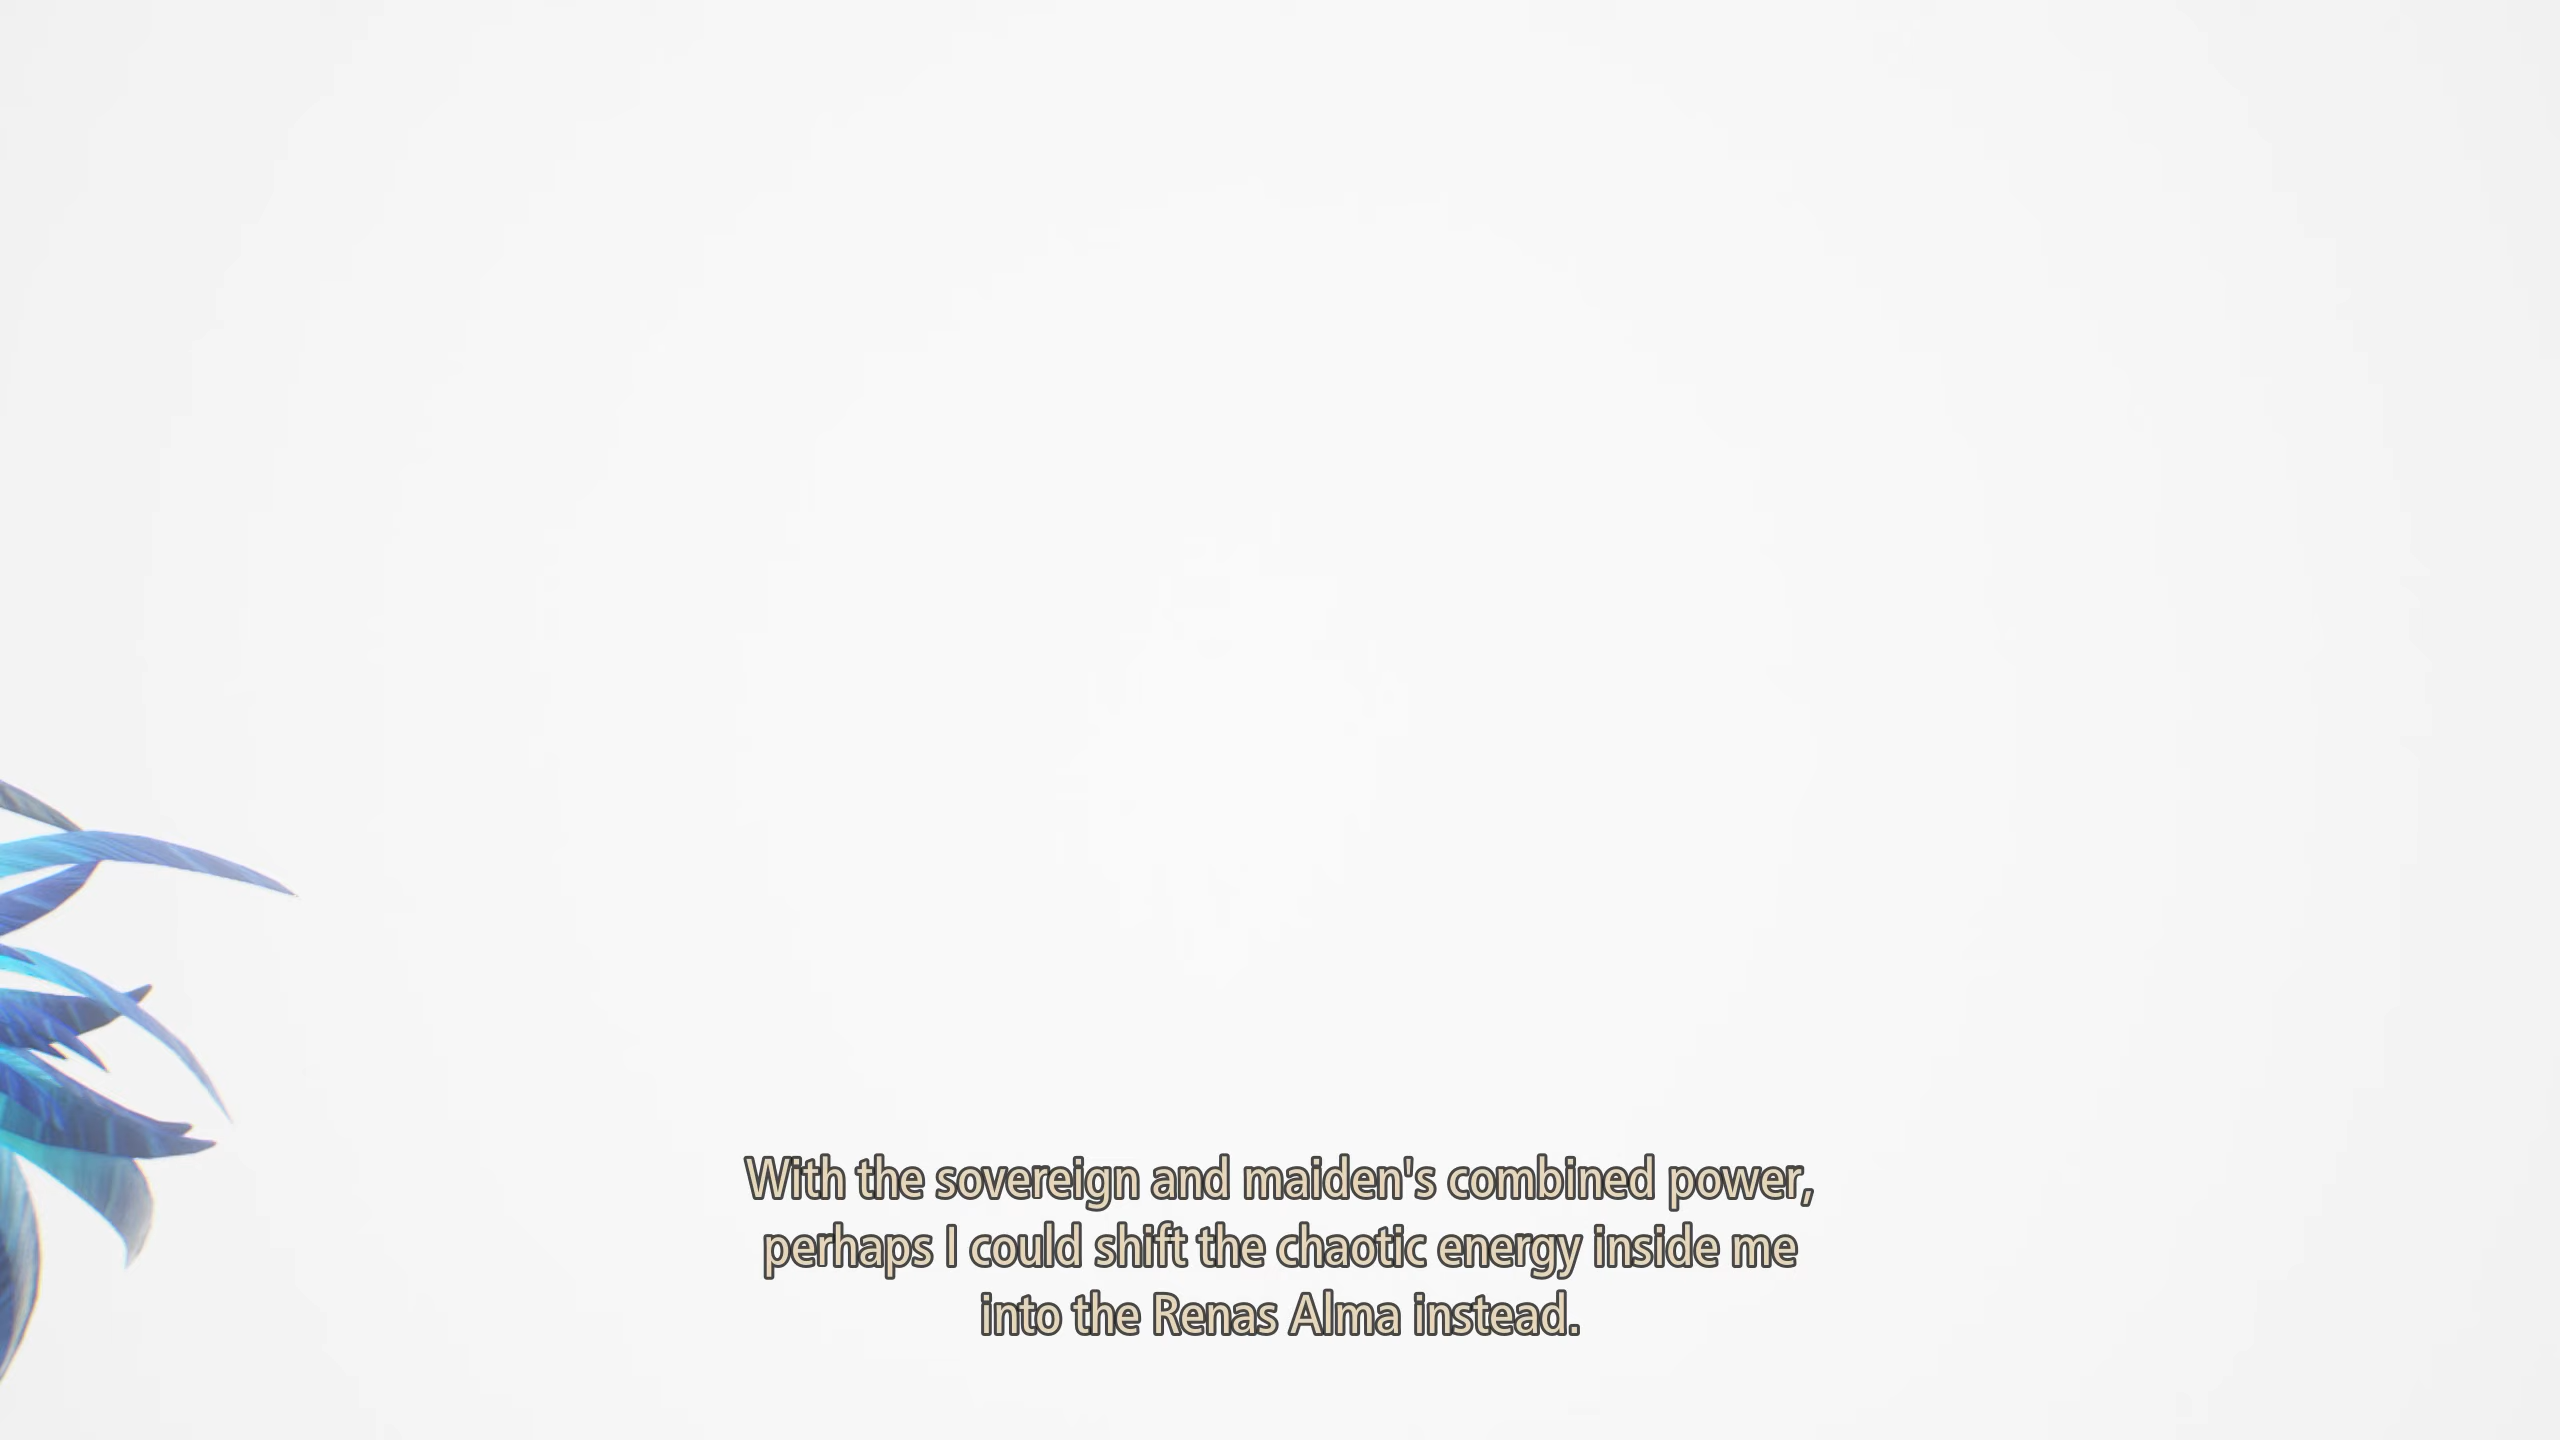 With the sovereign and maiden's combined power,
perhaps I could shift the chaotic energy inside me
into the Renas Alma instead.